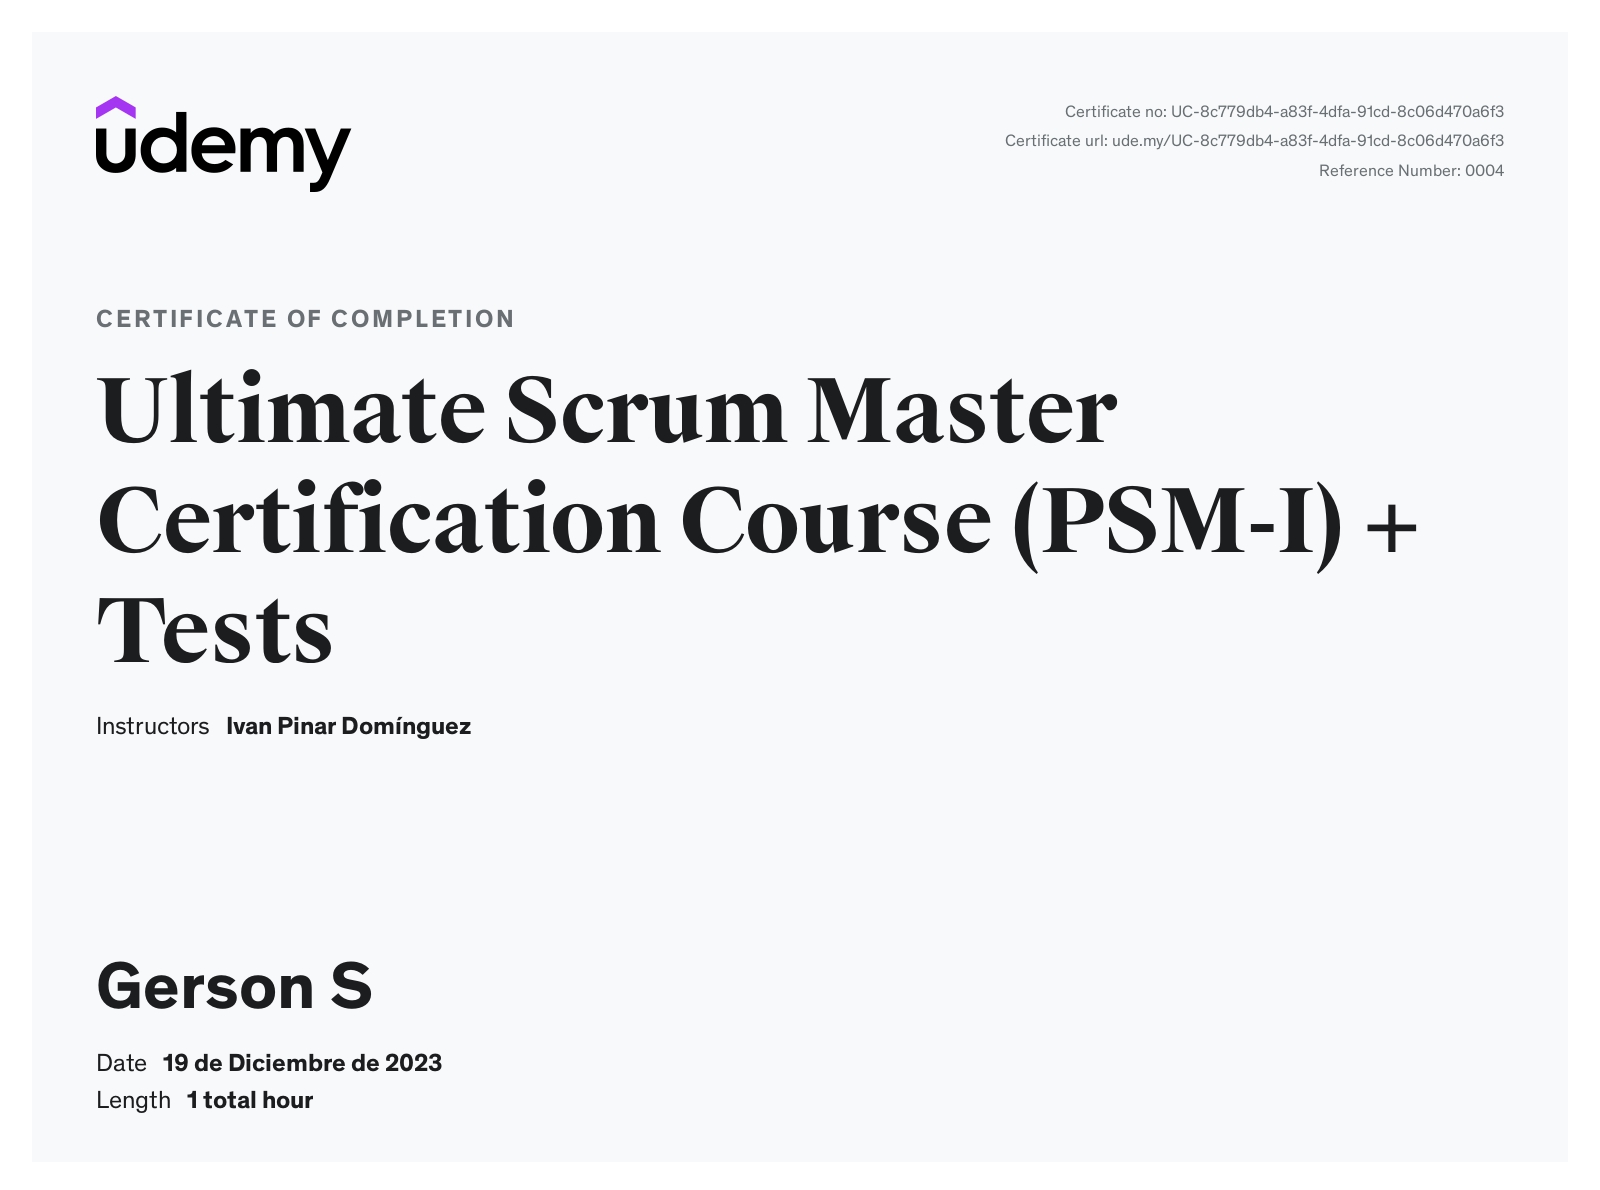 udemy
Certificate no: UC-8c779db4-a83f-4dfa-91cd-8c06d470a6f3
Certificate url: ude.my/UC-8c779db4-a83f-4dfa-91cd-8c06d470a6f3
Reference Number: 0004
CERTIFICATE OF COMPLETION
Ultimate Scrum Master
Certification Course (PSM-I) +
Tests
Instructors Ivan Pinar Domínguez
Gerson S
Date 19 de Diciembre de 2023
Length 1 total hour